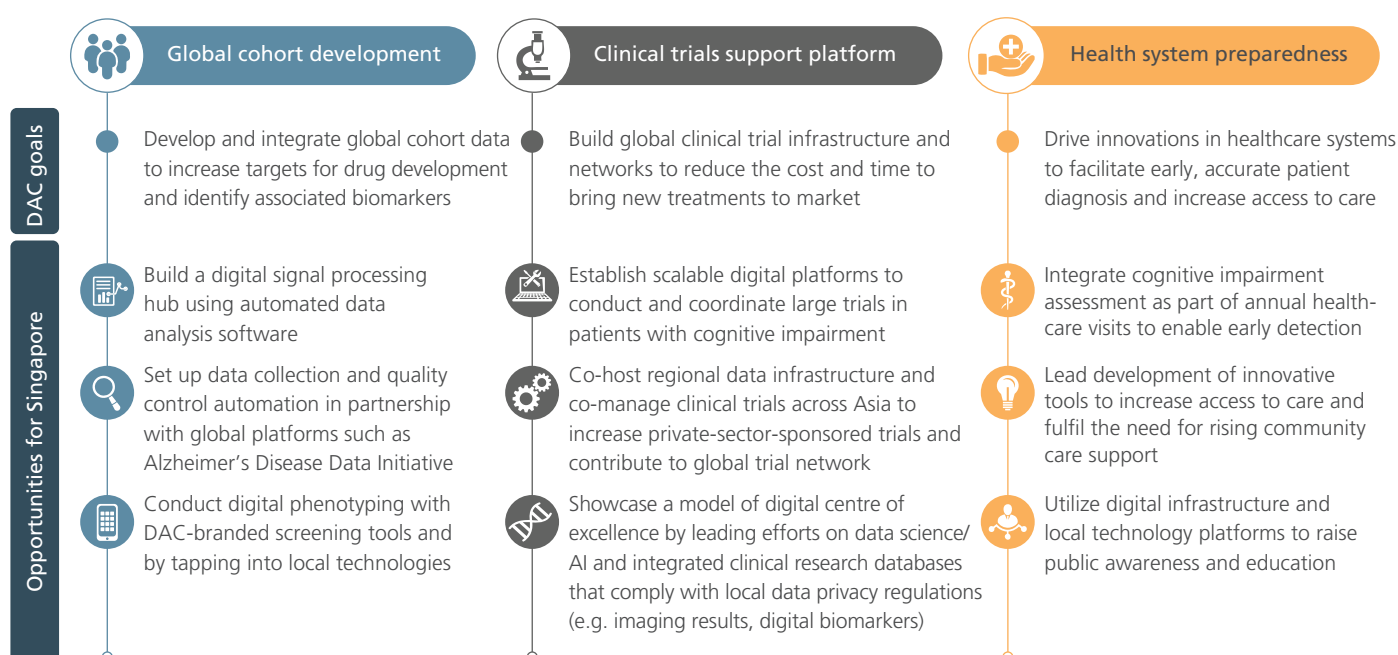 Global cohort development
Clinical trials support platform
Health system preparedness
DAC goals
Develop and integrate global cohort data
to increase targets for drug development
and identify associated biomarkers
Build global clinical trial infrastructure and
networks to reduce the cost and time to
bring new treatments to market
Drive innovations in healthcare systems
to facilitate early, accurate patient
diagnosis and increase access to care
Opportunities for Singapore
Build a digital signal processing
hub using automated data
analysis software
Establish scalable digital platforms to
conduct and coordinate large trials in
patients with cognitive impairment
Integrate cognitive impairment
assessment as part of annual health-
care visits to enable early detection
Set up data collection and quality
control automation in partnership
with global platforms such as
Alzheimer's Disease Data Initiative
Co-host regional data infrastructure and
co-manage clinical trials across Asia to
increase private-sector-sponsored trials and
contribute to global trial network
Lead development of innovative
tools to increase access to care and
fulfil the need for rising community
care support
Conduct digital phenotyping with
DAC-branded screening tools and
by tapping into local technologies
Showcase a model of digital centre of
excellence by leading efforts on data science/
AI and integrated clinical research databases
that comply with local data privacy regulations
(e.g. imaging results, digital biomarkers)
Utilize digital infrastructure and
local technology platforms to raise
public awareness and education